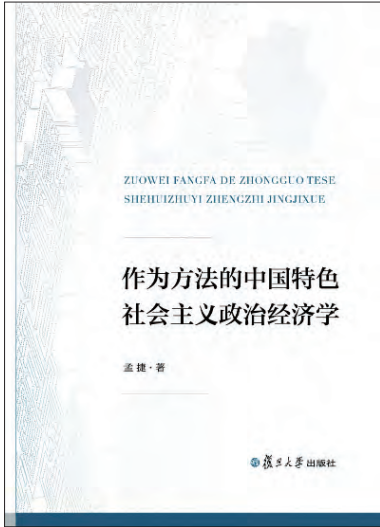 ZUOWEI FANGFA DE ZHONGGUO TESE
SHEHUIZHUYI ZHENGZHI JINGJIXUE
作为方法的中国特色
社会主义政治经济学
孟捷·著
復旦大学出版社